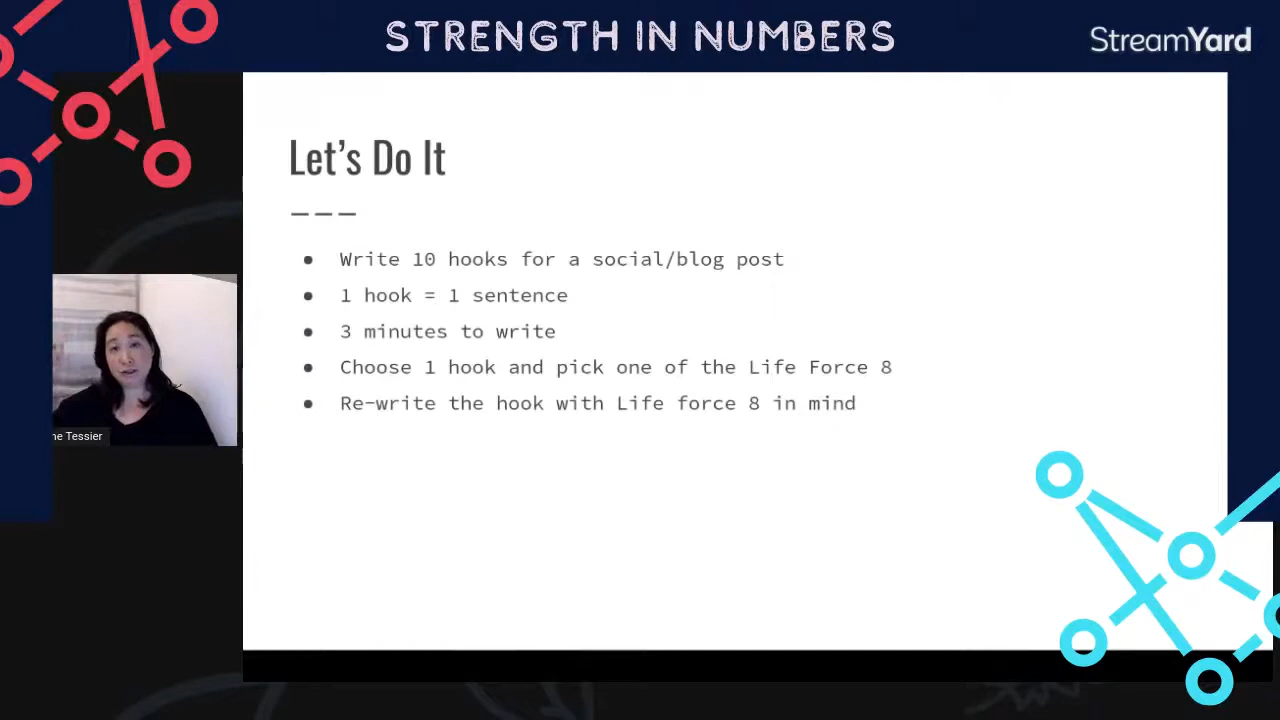 STRENGTH IN NUMBERS
StreamYard
Let's Do It
Write 10 hooks for a social/blog post
1 hook = 1 sentence
3 minutes to write
Choose 1 hook and pick one of the Life Force 8
Re-write the hook with Life force 8 in mind
ne Tessier